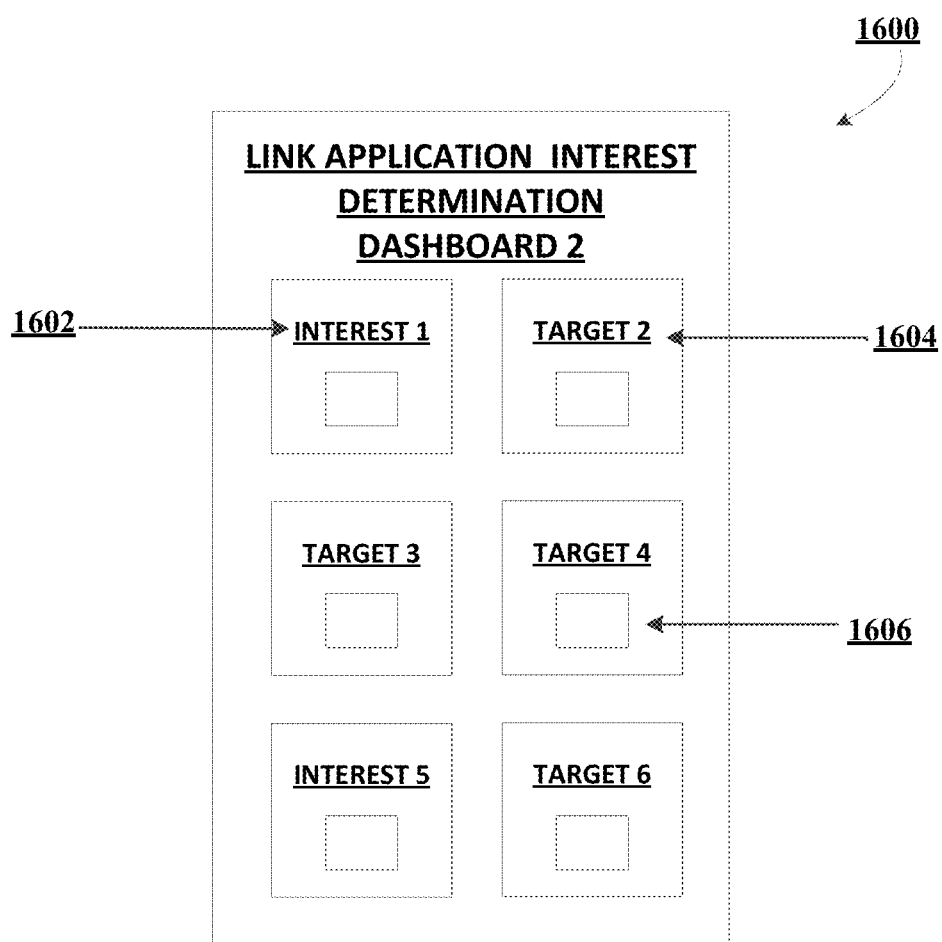 1600
LINK APPLICATION INTEREST
DETERMINATION
DASHBOARD 2
1602
INTEREST 1
TARGET 2
1604
TARGET 3
TARGET 4
1606
INTEREST 5
TARGET 6